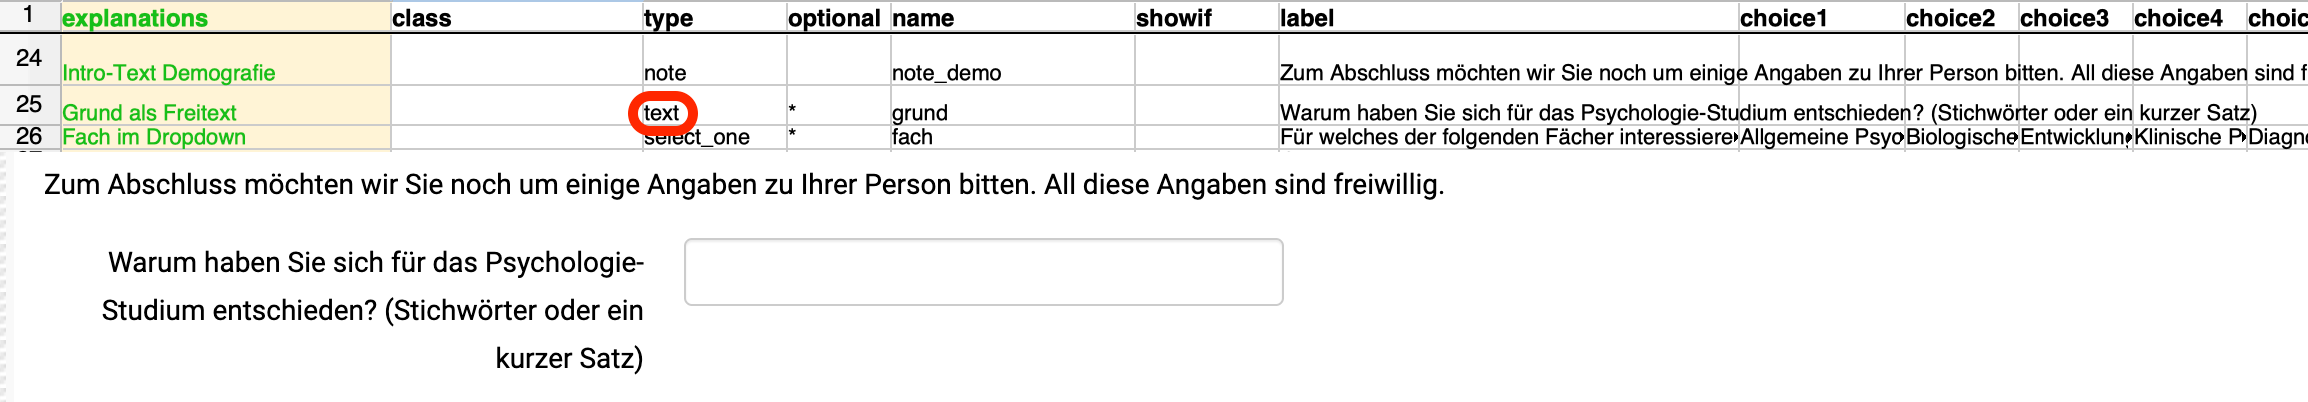 1 explanations class type optional name showif label choice1 choice2 choice3 choice4 choic
24 Intro-Text Demografie note note_demo Zum Abschluss möchten wir Sie noch um einige Angaben zu Ihrer Person bitten. All diese Angaben sind f
25 Grund als Freitext text * grund Warum haben Sie sich für das Psychologie-Studium entschieden? (Stichwörter oder ein kurzer Satz)
26 Fach im Dropdown select_one * fach Für welches der folgenden Fächer interessiere Allgemeine Psyc Biologische Entwicklun Klinische P Diagn
Zum Abschluss möchten wir Sie noch um einige Angaben zu Ihrer Person bitten. All diese Angaben sind freiwillig.
Warum haben Sie sich für das Psychologie-
Studium entschieden? (Stichwörter oder ein
kurzer Satz)